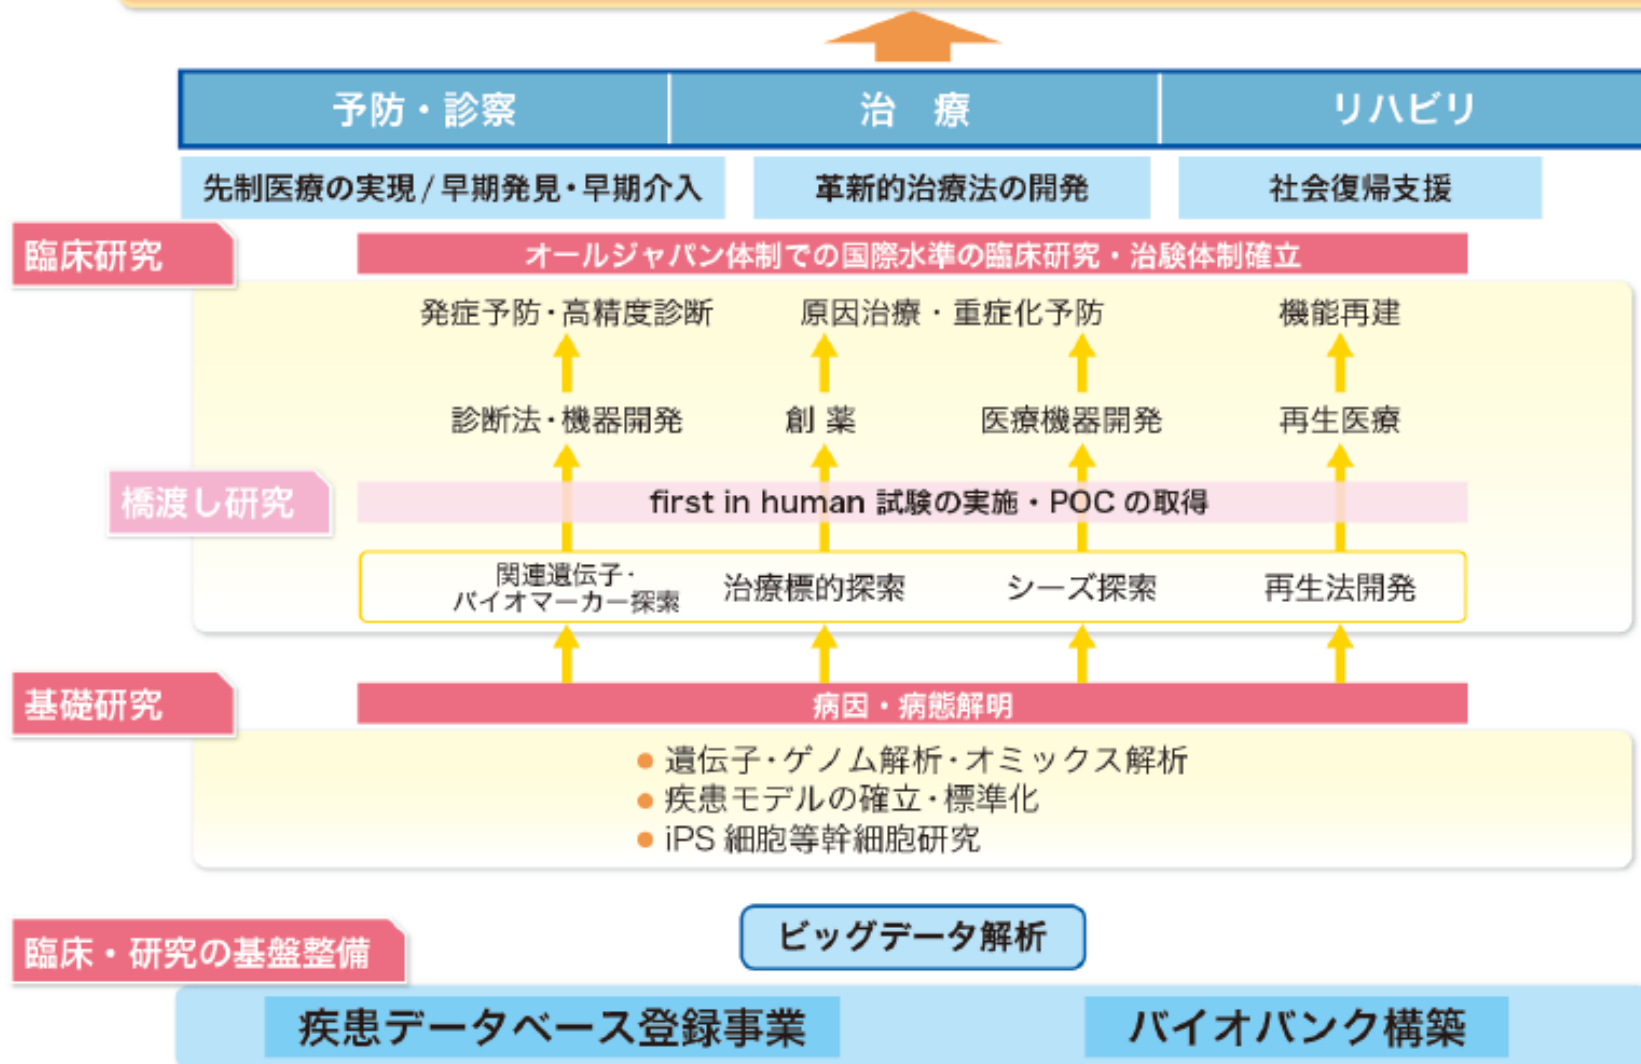 予防・診察
治　療
リハビリ
先制医療の実現/早期発見・早期介入
革新的治療法の開発
社会復帰支援
臨床研究
オールジャパン体制での国際水準の臨床研究・治験体制確立
発症予防・高精度診断
原因治療・重症化予防
機能再建
診断法・機器開発
創 薬
医療機器開発
再生医療
橋渡し研究
first in human 試験の実施・POC の取得
関連遺伝子・
バイオマーカー探索
治療標的探索
シーズ探索
再生法開発
基礎研究
病因・病態解明
● 遺伝子・ゲノム解析・オミックス解析
● 疾患モデルの確立・標準化
● iPS 細胞等幹細胞研究
臨床・研究の基盤整備
ビッグデータ解析
疾患データベース登録事業
バイオバンク構築